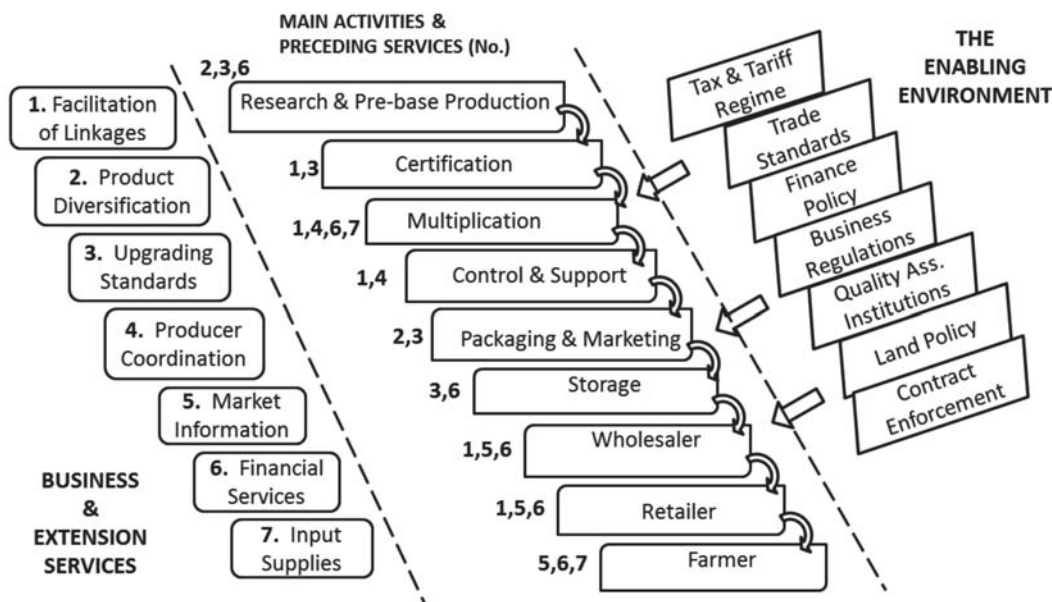 MAIN ACTIVITIES &
PRECEDING SERVICES (No.)
THE
ENABLING
ENVIRONMENT
1. Facilitation
of Linkages
2. Product
Diversification
3. Upgrading
Standards
4. Producer
Coordination
5. Market
Information
6. Financial
Services
7. Input
Supplies
BUSINESS
&
EXTENSION
SERVICES
2,3,6
Research & Pre-base Production
1,3
Certification
1,4,6,7
Multiplication
1,4
Control & Support
2,3
Packaging & Marketing
3,6
Storage
1,5,6
Wholesaler
1,5,6
Retailer
5,6,7
Farmer
Tax & Tariff
Regime
Trade
Standards
Finance
Policy
Business
Regulations
Quality Ass.
Institutions
Land Policy
Contract
Enforcement